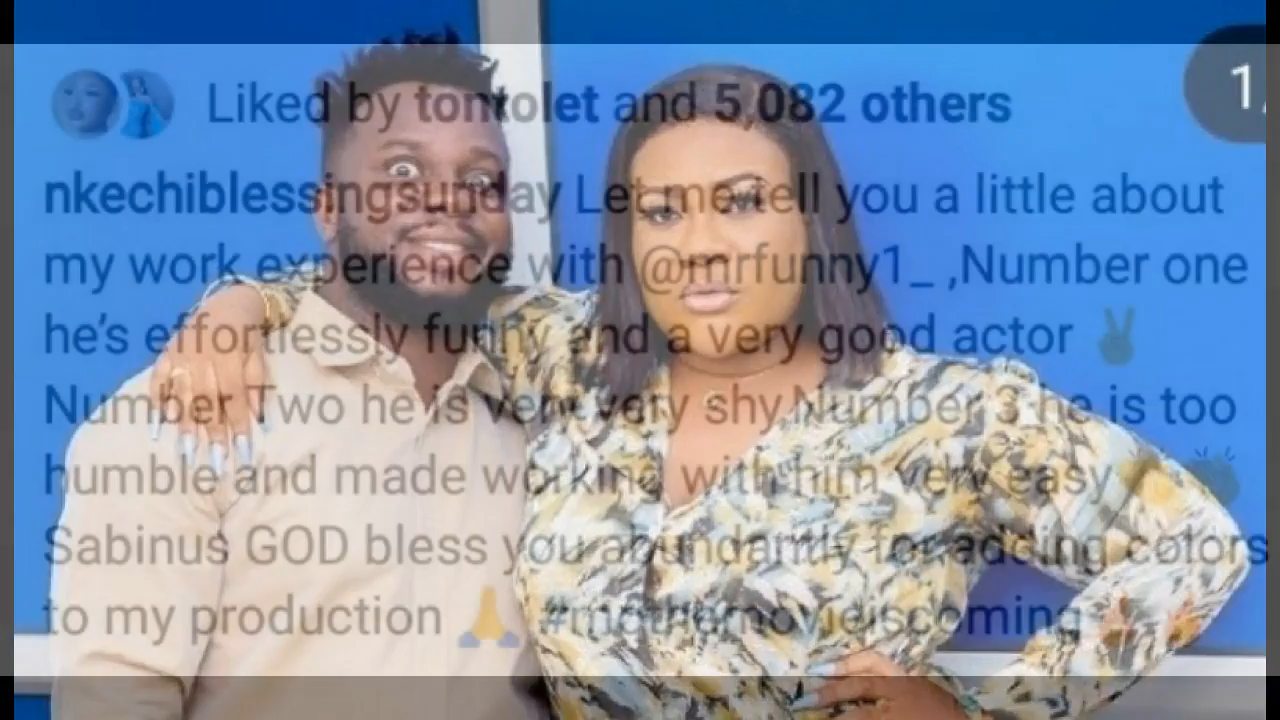 1/
Liked by tontolet and 5,082 others
nkechiblessingsunday Let me tell you a little about
my work experience with @mrfunny1_ ,Number one
he's effortlessly funny and a very good actor ✌
Number Two he is very very shy,Number 3 he is too
humble and made working with him very easy 👏
Sabinus GOD bless you abundantly for adding colors
to my production 🙏